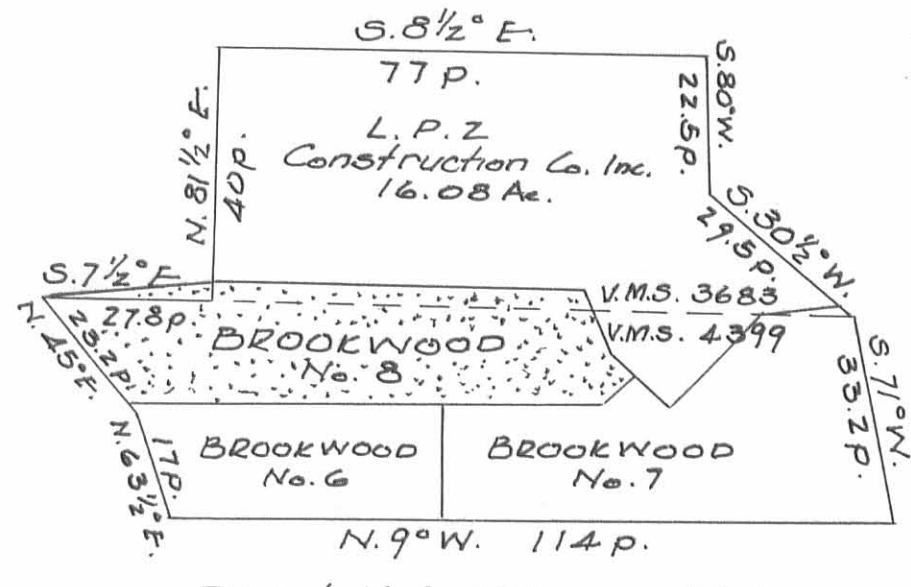 S. 8½° E.
77 p.
S. 80° W.
22.5 p.
L. P. Z
Construction Co. Inc.
16.08 Ac.
N. 81½° E.
40 p.
S. 30½° W.
29.5 p.
S. 7½° E
27.8 p.
V.M.S. 3683
V.M.S. 4399
N. 45° E.
23.2 p.
BROOKWOOD
No. 8
S. 71° W.
33.2 p.
N. 63½° E.
17 p.
BROOKWOOD
No. 6
BROOKWOOD
No. 7
N. 9° W. 114 p.